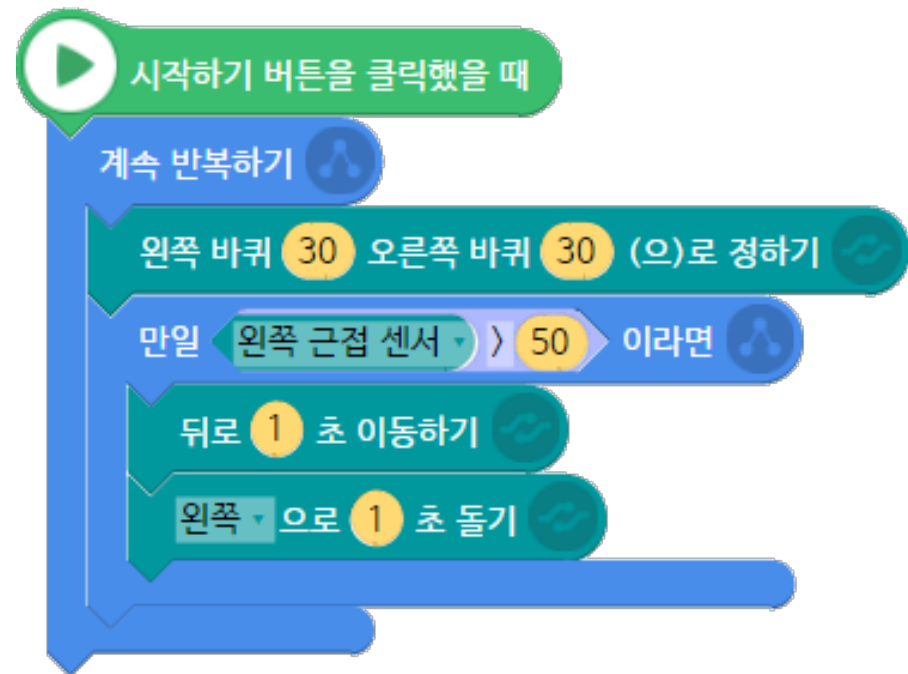 시작하기 버튼을 클릭했을 때
계속 반복하기
왼쪽 바퀴 30 오른쪽 바퀴 30 (으)로 정하기
만일 왼쪽 근접 센서 > 50 이라면
뒤로 1 초 이동하기
왼쪽 으로 1 초 돌기